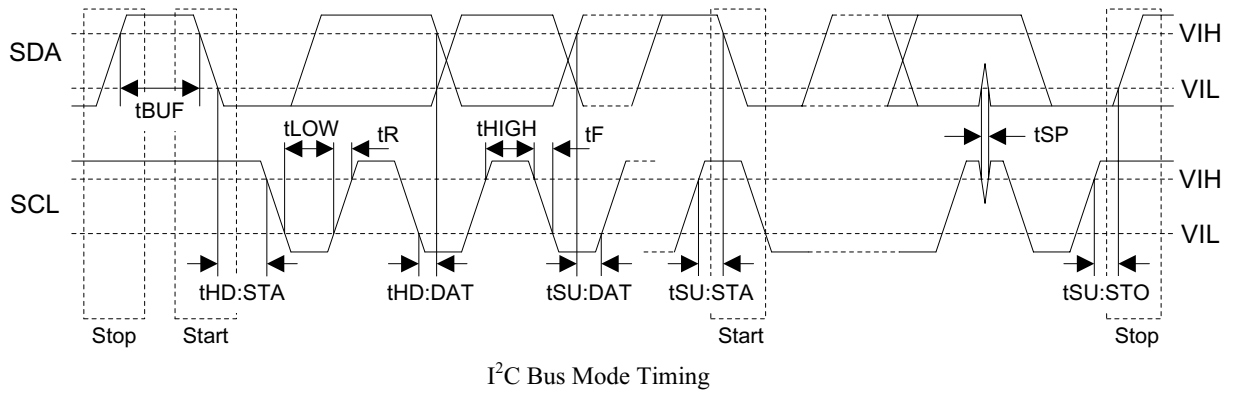 SDA
VIH
VIL
tBUF
tLOW
tR
tHIGH
tF
tSP
SCL
VIH
VIL
tHD:STA
tHD:DAT
tSU:DAT
tSU:STA
tSU:STO
Stop
Start
Start
Stop
I²C Bus Mode Timing